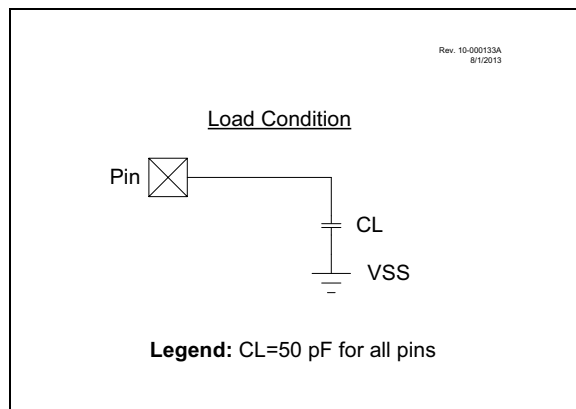 Rev. 10-000133A
8/1/2013
Load Condition
Pin
CL
VSS
Legend: CL=50 pF for all pins